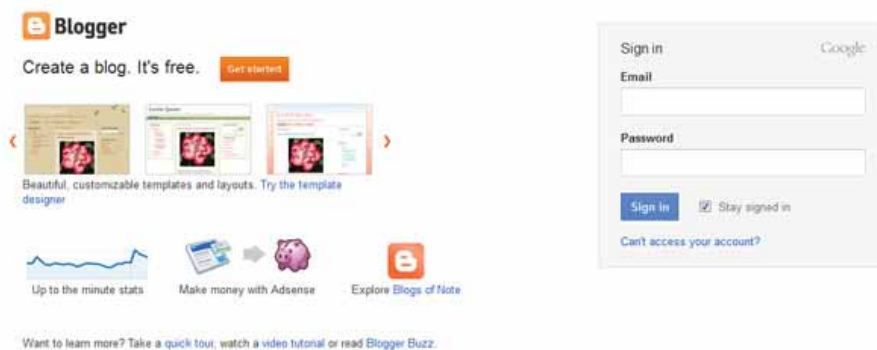 Blogger
Create a blog. It's free. Get started
Beautiful, customizable templates and layouts. Try the template
designer
Up to the minute stats
Make money with Adsense
Explore Blogs of Note
Want to learn more? Take a quick tour, watch a video tutorial or read Blogger Buzz.
Sign in Google
Email
Password
Sign in Stay signed in
Can't access your account?